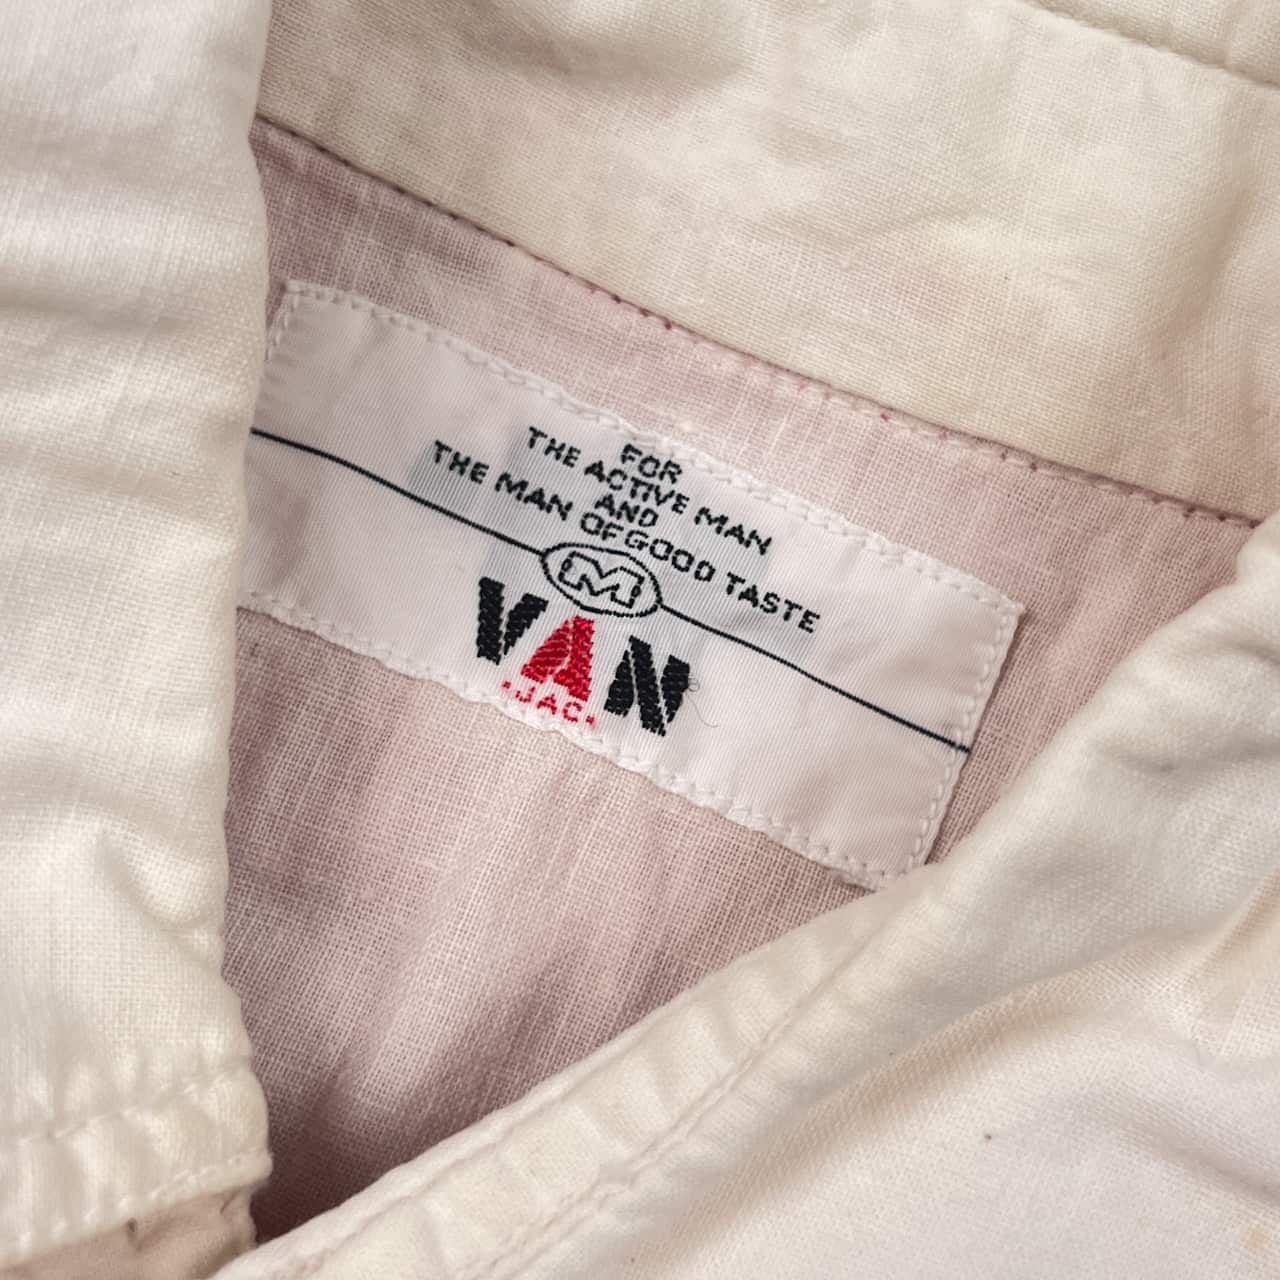 FOR
THE ACTIVE MAN
AND
THE MAN OF GOOD TASTE
M
VAN
·JAC·